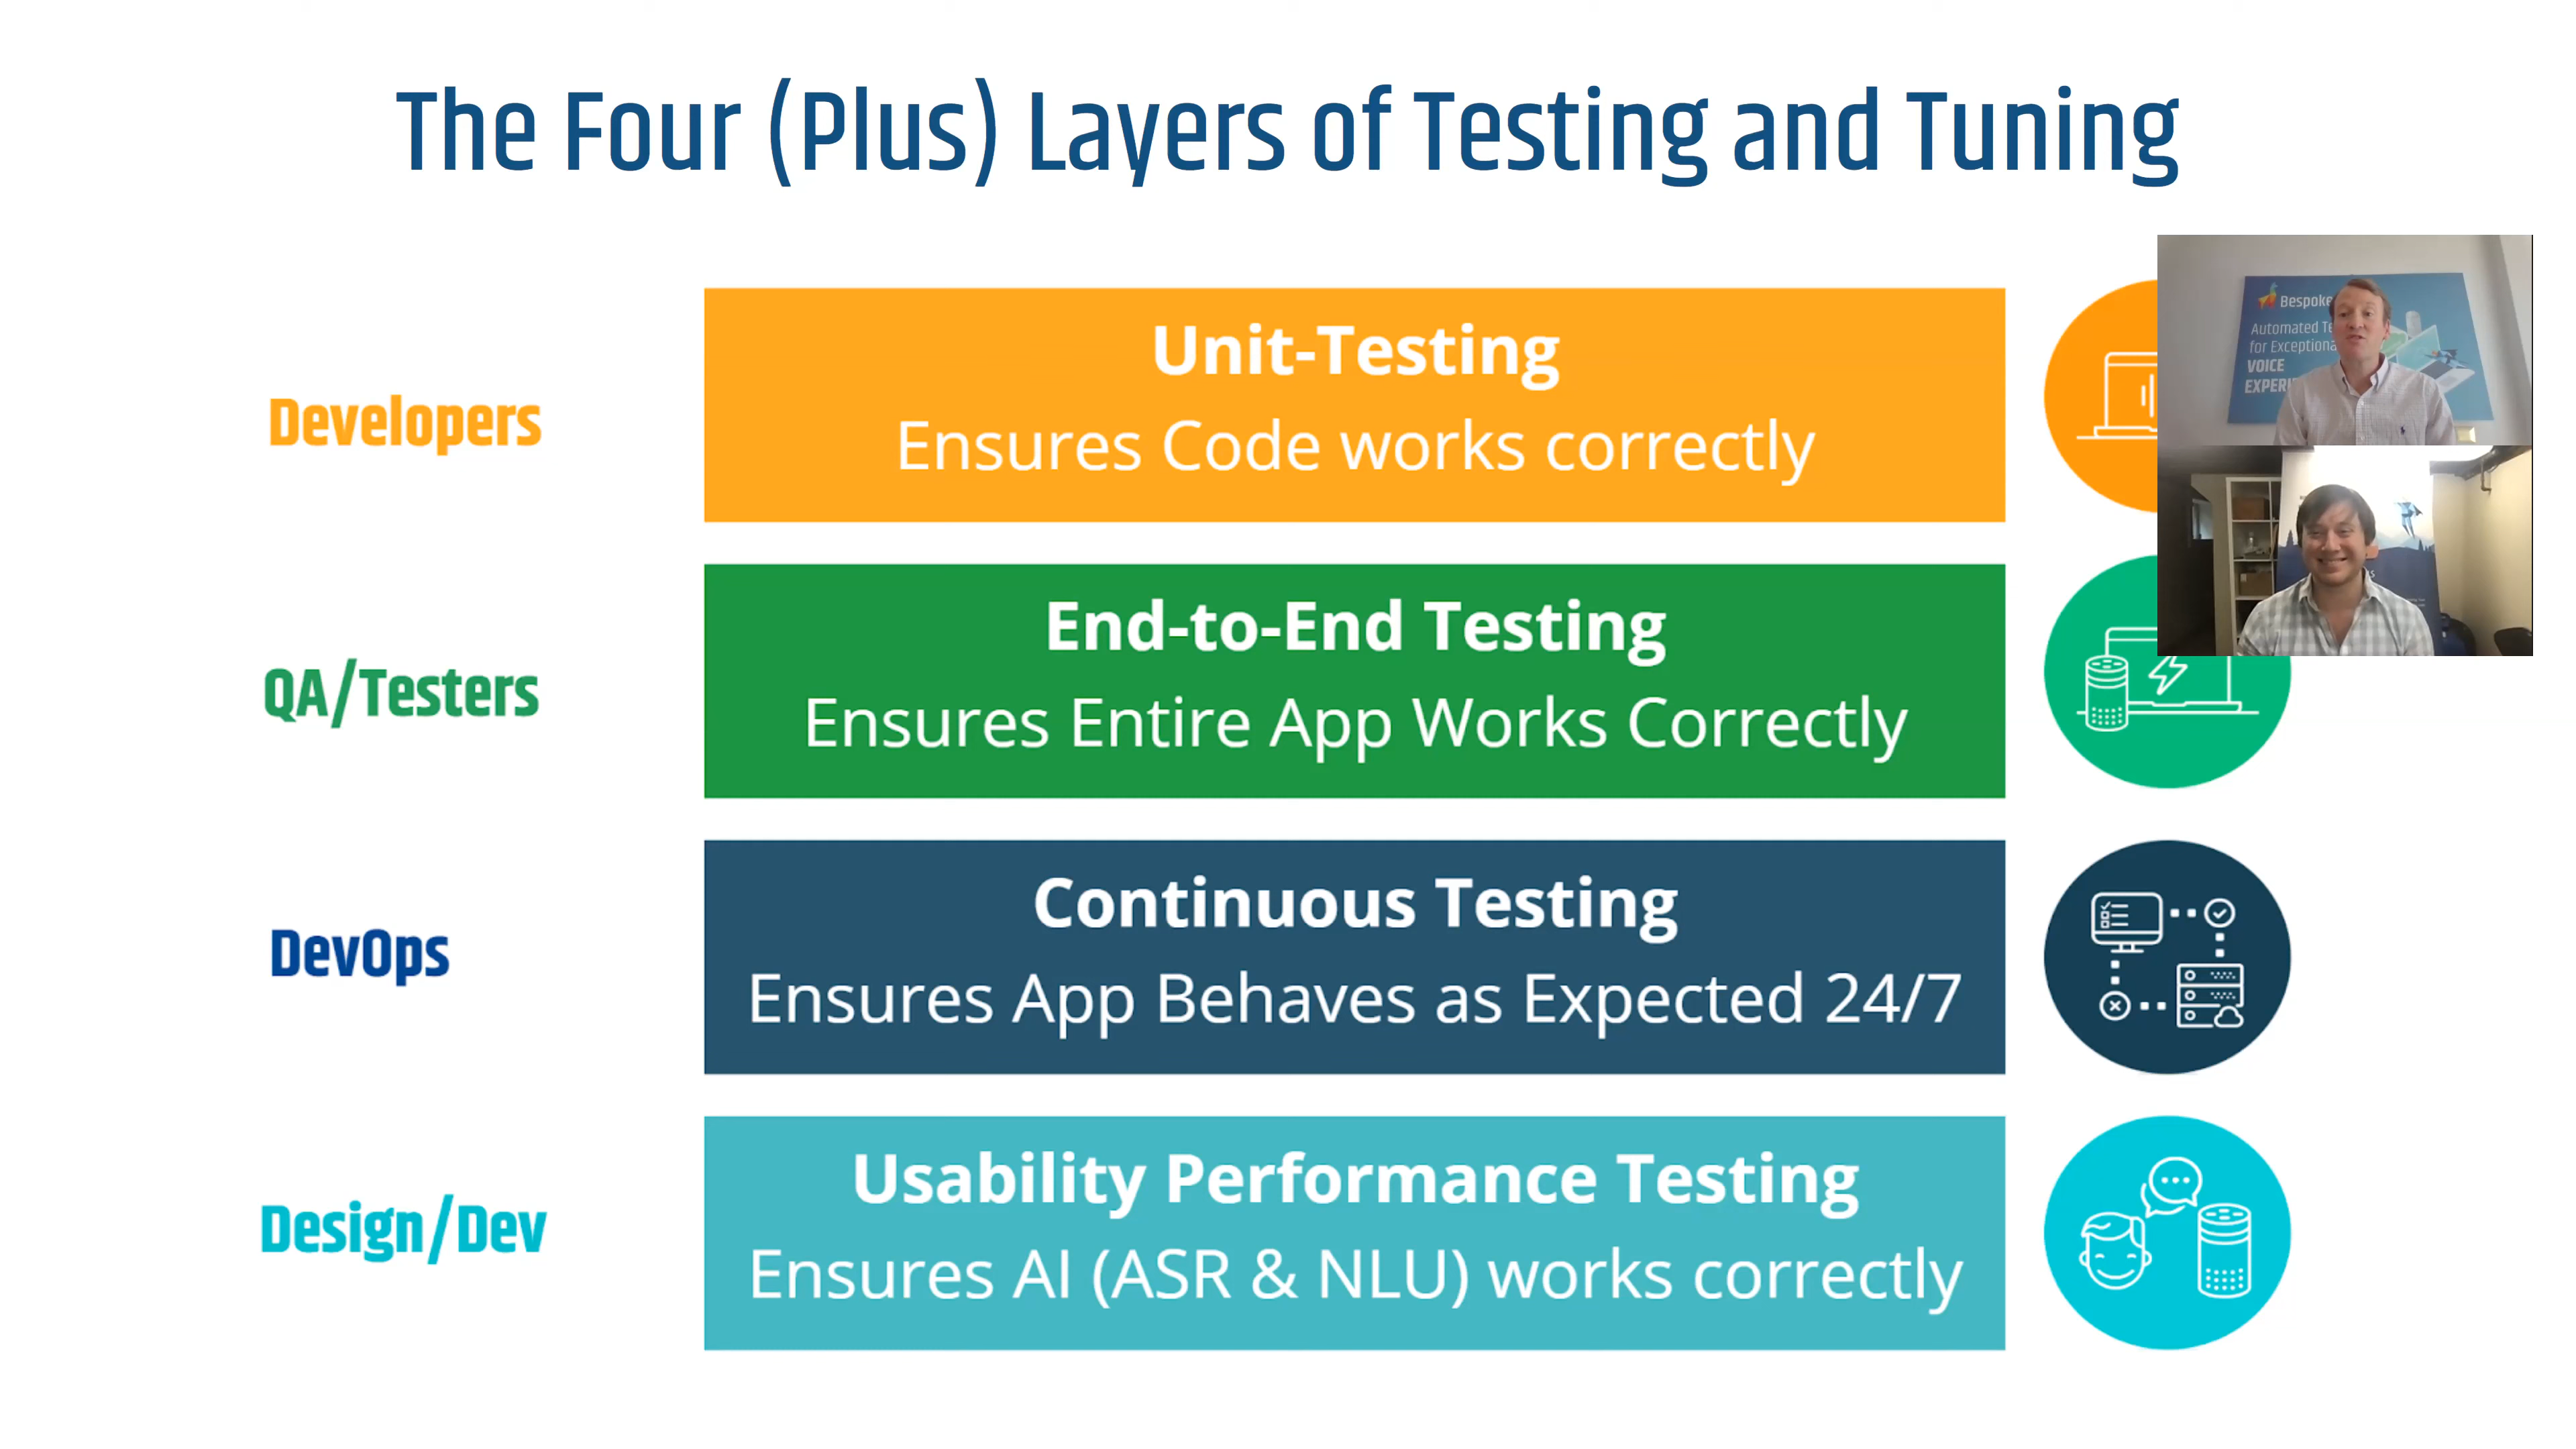 The Four (Plus) Layers of Testing and Tuning
Developers
Unit-Testing
Ensures Code works correctly
QA/Testers
End-to-End Testing
Ensures Entire App Works Correctly
DevOps
Continuous Testing
Ensures App Behaves as Expected 24/7
Design/Dev
Usability Performance Testing
Ensures AI (ASR & NLU) works correctly
Bespoke
Automated
for
VOICE